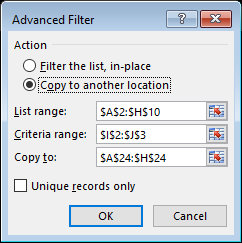 Advanced Filter
?
Action
Filter the list, in-place
Copy to another location
List range: $A$2:$H$10
Criteria range: $I$2:$J$3
Copy to: $A$24:$H$24
Unique records only
OK Cancel